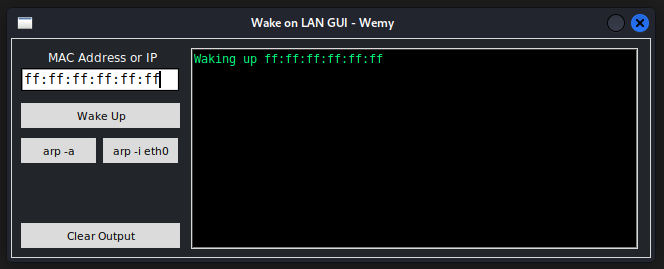 Wake on LAN GUI - Wemy
MAC Address or IP
ff:ff:ff:ff:ff:ff
Wake Up
arp -a
arp -i eth0
Clear Output
Waking up ff:ff:ff:ff:ff:ff